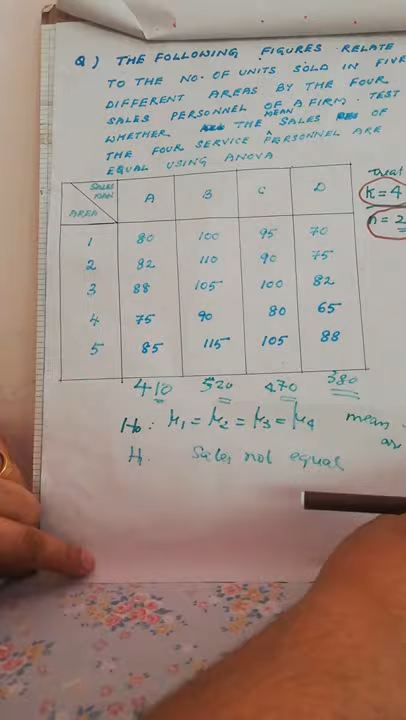 Q) THE FOLLOWING FIGURES RELATE
TO THE NO. OF UNITS SOLD IN FIVE
DIFFERENT AREAS BY THE FOUR
SALES PERSONNEL OF A FIRM. TEST
WHETHER THE MEAN SALES OF
THE FOUR SERVICE PERSONNEL ARE
EQUAL USING ANOVA
SALES MAN A B C D
AREA
K = 4
n = 2
1 80 100 95 70
2 82 110 90 75
3 88 105 100 82
4 75 90 80 65
5 85 115 105 88
410 520 470 380
H₀: μ₁ = μ₂ = μ₃ = μ₄ mean
H₁ Sales not equal